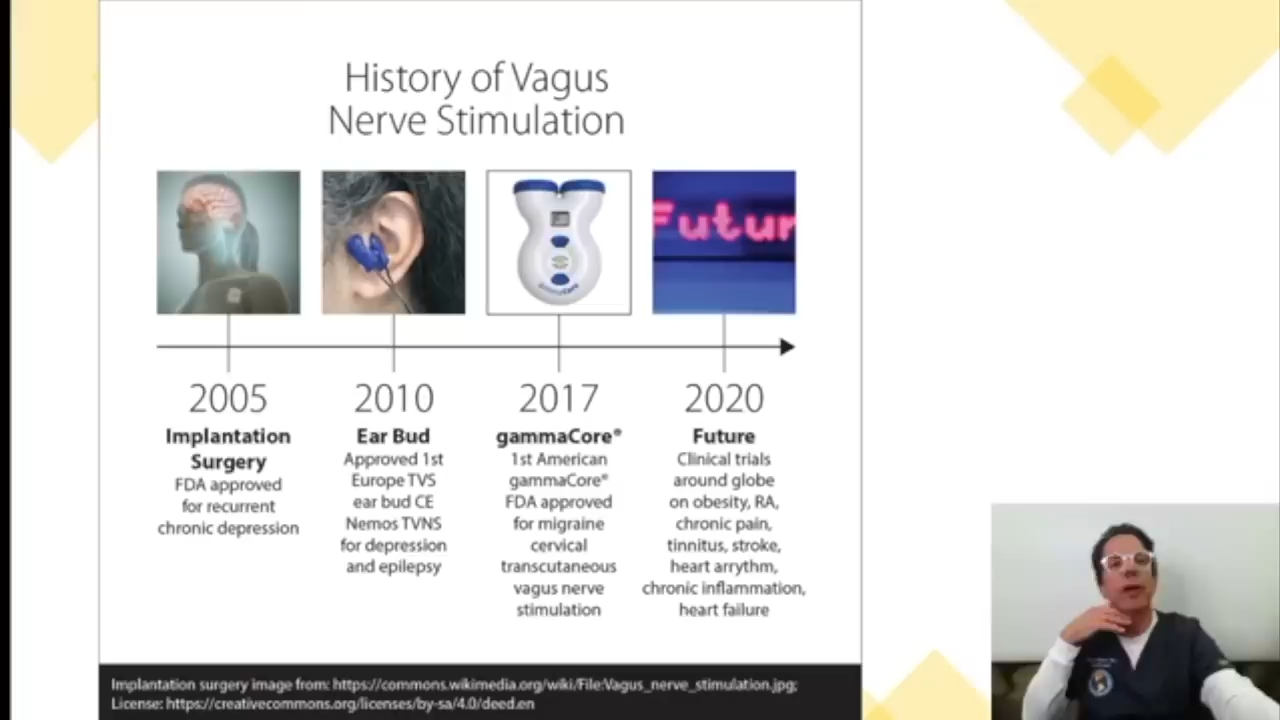 History of Vagus
Nerve Stimulation
Futur
gammaCore
2005
Implantation
Surgery
FDA approved
for recurrent
chronic depression
2010
Ear Bud
Approved 1st
Europe TVS
ear bud CE
Nemos TVNS
for depression
and epilepsy
2017
gammaCore®
1st American
gammaCore®
FDA approved
for migraine
cervical
transcutaneous
vagus nerve
stimulation
2020
Future
Clinical trials
around globe
on obesity, RA,
chronic pain,
tinnitus, stroke,
heart arrythm,
chronic inflammation,
heart failure
Implantation surgery image from: https://commons.wikimedia.org/wiki/File:Vagus_nerve_stimulation.jpg;
License: https://creativecommons.org/licenses/by-sa/4.0/deed.en